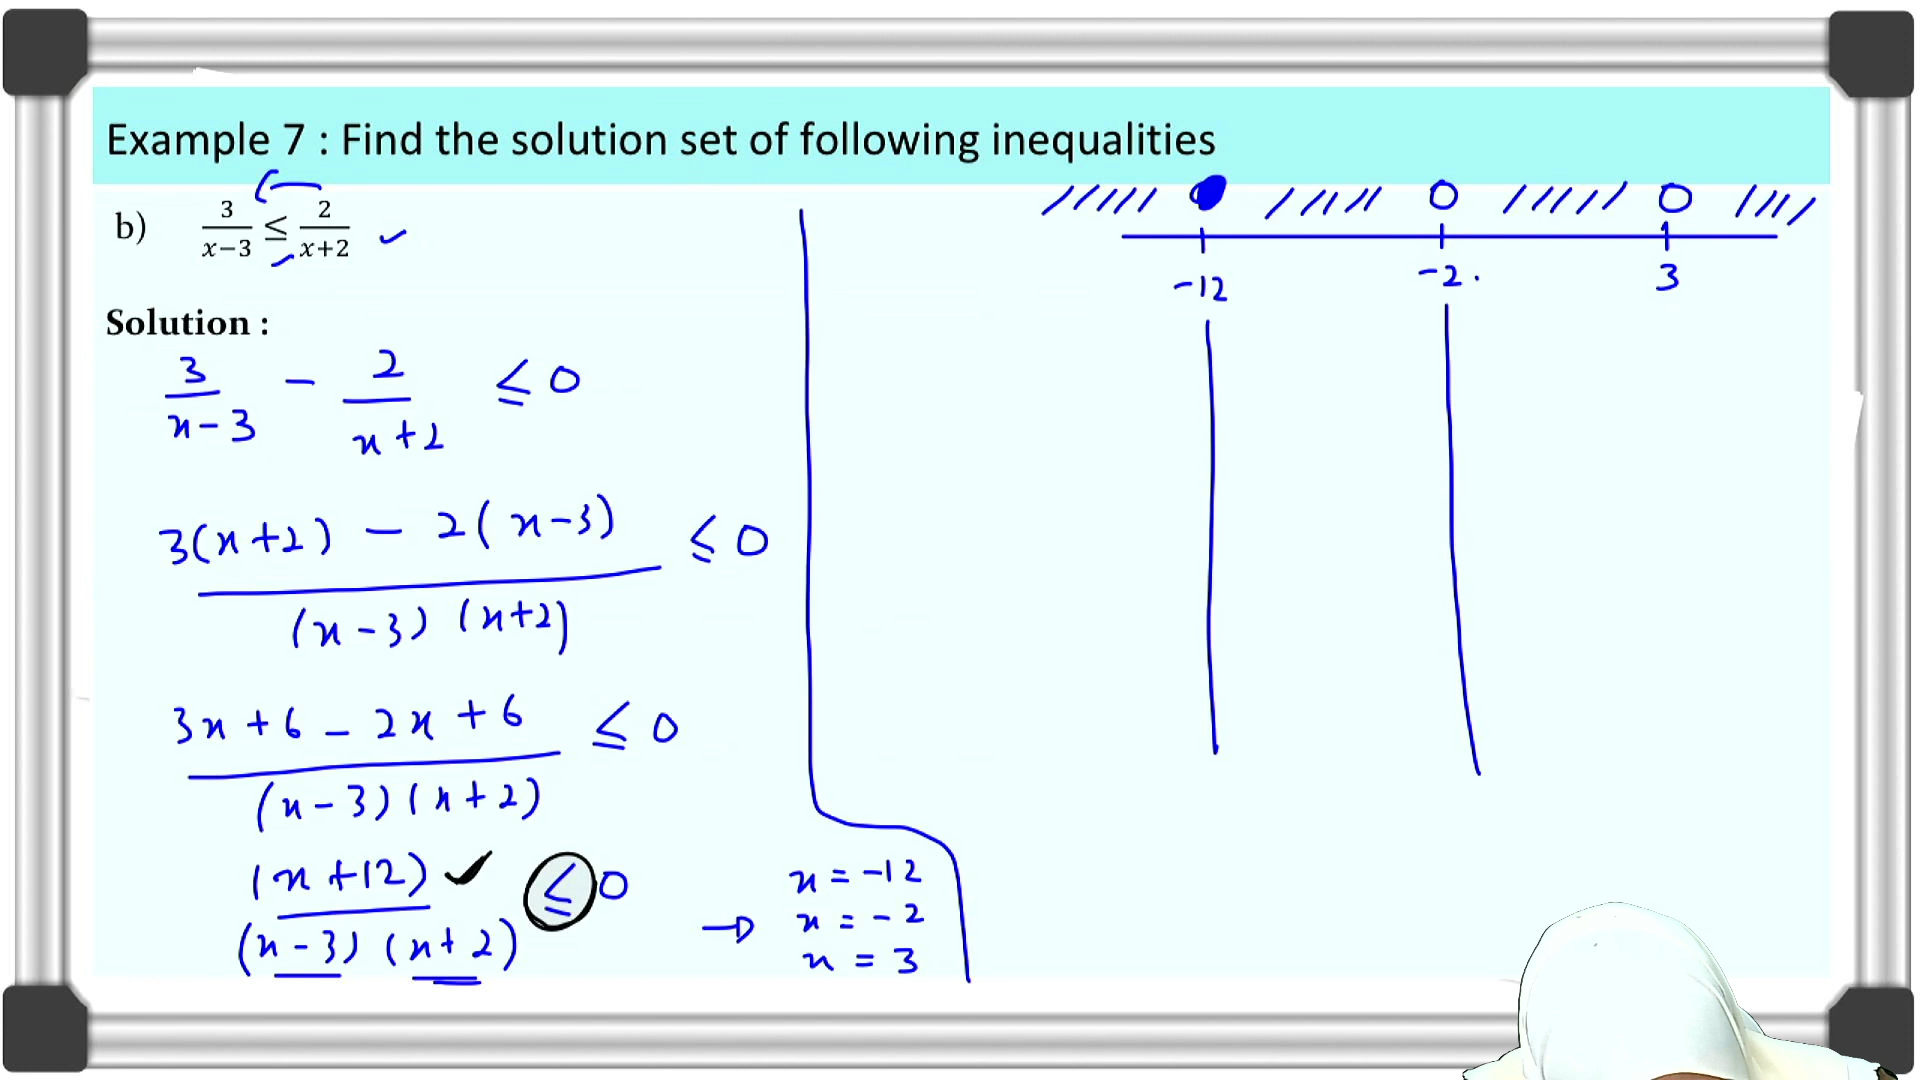 Example 7 : Find the solution set of following inequalities
b) 3/(x−3) ≤ 2/(x+2) ✓
Solution :
3/(x−3) − 2/(x+2) ≤ 0
(3(x+2) − 2(x−3))/((x−3)(x+2)) ≤ 0
(3x+6−2x+6)/((x−3)(x+2)) ≤ 0
(x+12)/((x−3)(x+2)) ✓ ≤ 0
→ x = −12
x = −2
x = 3
−12 −2. 3